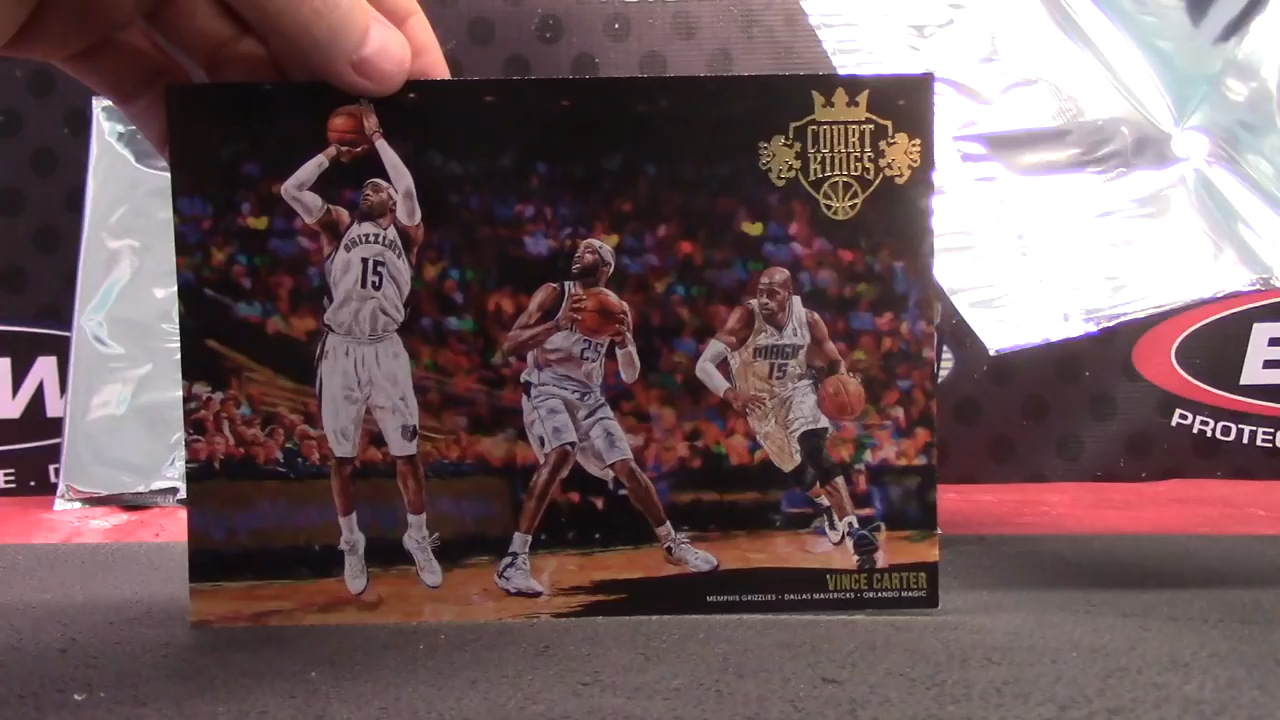 COURT
KINGS
GRIZZLIES
15
25
MAGIC
15
VINCE CARTER
MEMPHIS GRIZZLIES • DALLAS MAVERICKS • ORLANDO MAGIC
W
E.
B
PROTEC